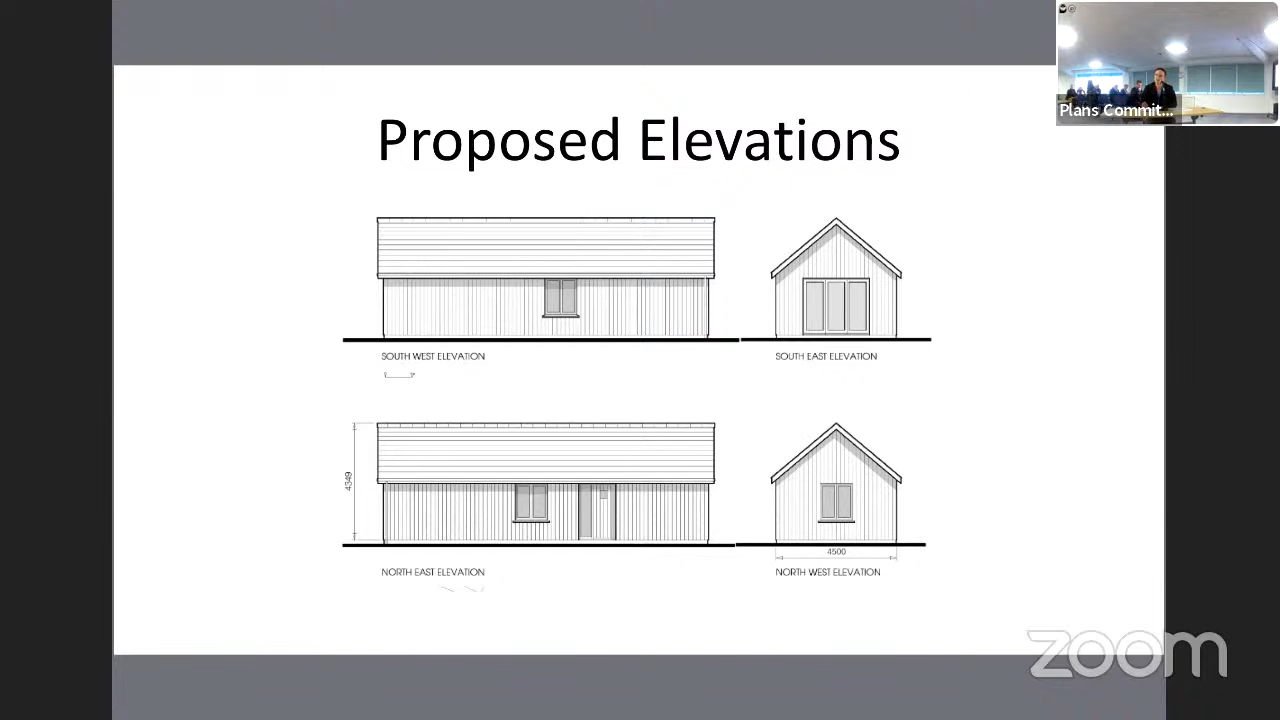 Plans Commit...
Proposed Elevations
SOUTH WEST ELEVATION
SOUTH EAST ELEVATION
4349
4500
NORTH EAST ELEVATION
NORTH WEST ELEVATION
zoom